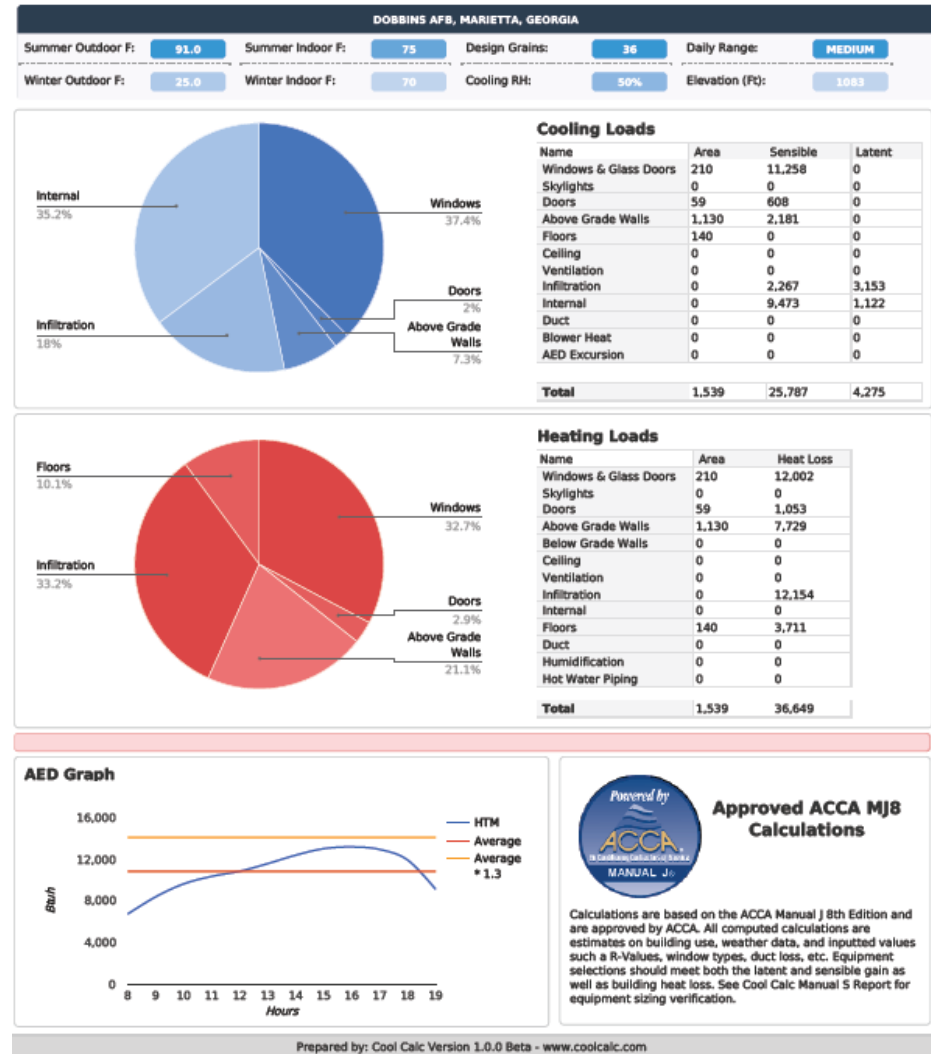 DOBBINS AFB, MARIETTA, GEORGIA
Summer Outdoor F: 91.0 Summer Indoor F: 75 Design Grains: 36 Daily Range: MEDIUM
Winter Outdoor F: 25.0 Winter Indoor F: 70 Cooling RH: 50% Elevation (Ft): 1083
Internal
35.2%
Infiltration
18%
Windows
37.4%
Doors
2%
Above Grade
Walls
7.3%
Cooling Loads
Name Area Sensible Latent
Windows & Glass Doors 210 11,258 0
Skylights 0 0 0
Doors 59 608 0
Above Grade Walls 1,130 2,181 0
Floors 140 0 0
Ceiling 0 0 0
Ventilation 0 0 0
Infiltration 0 2,267 3,153
Internal 0 9,473 1,122
Duct 0 0 0
Blower Heat 0 0 0
AED Excursion 0 0 0
Total 1,539 25,787 4,275
Floors
10.1%
Infiltration
33.2%
Windows
32.7%
Doors
2.9%
Above Grade
Walls
21.1%
Heating Loads
Name Area Heat Loss
Windows & Glass Doors 210 12,002
Skylights 0 0
Doors 59 1,053
Above Grade Walls 1,130 7,729
Below Grade Walls 0 0
Ceiling 0 0
Ventilation 0 0
Infiltration 0 12,154
Internal 0 0
Floors 140 3,711
Duct 0 0
Humidification 0 0
Hot Water Piping 0 0
Total 1,539 36,649
AED Graph
16,000
12,000
8,000
4,000
0
Btuh
8 9 10 11 12 13 14 15 16 17 18 19
Hours
HTM
Average
Average
* 1.3
Powered by
ACCA
MANUAL J®
Approved ACCA MJ8
Calculations
Calculations are based on the ACCA Manual J 8th Edition and
are approved by ACCA. All computed calculations are
estimates on building use, weather data, and inputted values
such a R-Values, window types, duct loss, etc. Equipment
selections should meet both the latent and sensible gain as
well as building heat loss. See Cool Calc Manual S Report for
equipment sizing verification.
Prepared by: Cool Calc Version 1.0.0 Beta - www.coolcalc.com